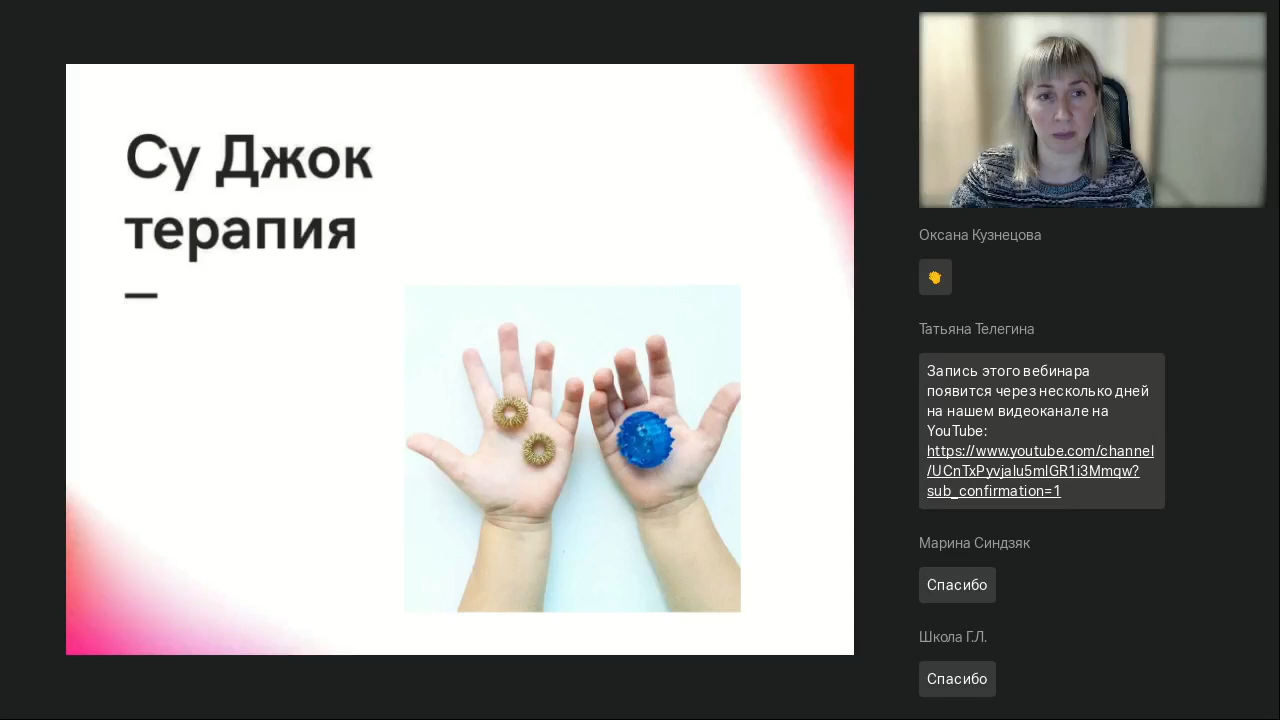 Су Джок
терапия
—
Оксана Кузнецова
👏
Татьяна Телегина
Запись этого вебинара
появится через несколько дней
на нашем видеоканале на
YouTube:
https://www.youtube.com/channel
/UCnTxPyvjalu5mlGR1i3Mmqw?
sub_confirmation=1
Марина Синдзяк
Спасибо
Школа Г.Л.
Спасибо